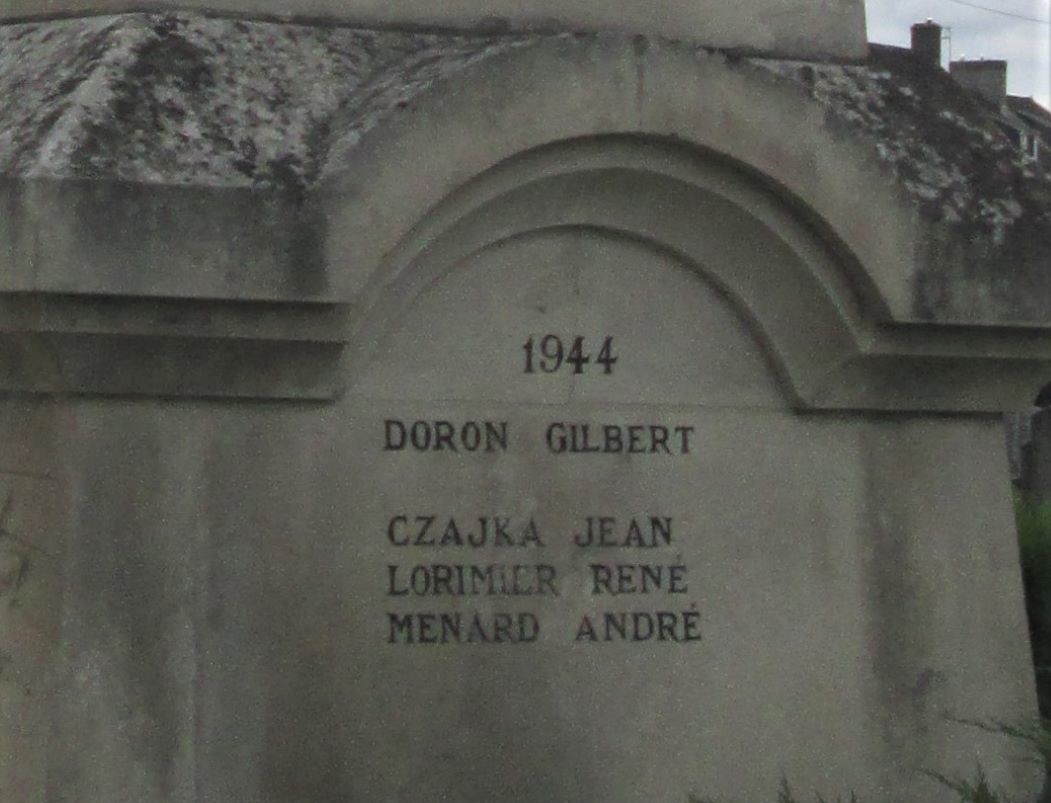 1944
DORON GILBERT
CZAJKA JEAN
LORIMIER RENÉ
MENARD ANDRÉ